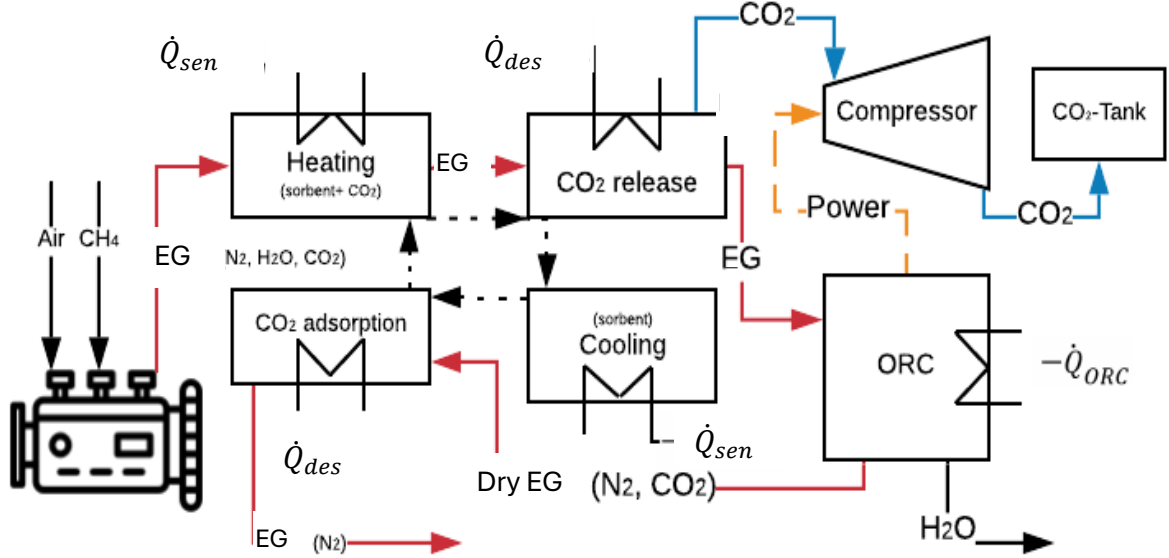 CO₂
Q̇sen
Q̇des
Compressor
CO₂-Tank
Heating
(sorbent+ CO₂)
EG
CO₂ release
Power
CO₂
Air
CH₄
EG
N₂, H₂O, CO₂)
EG
CO₂ adsorption
(sorbent)
Cooling
ORC
−Q̇ORC
Q̇des
Q̇sen
Dry EG
(N₂, CO₂)
H₂O
EG
(N₂)